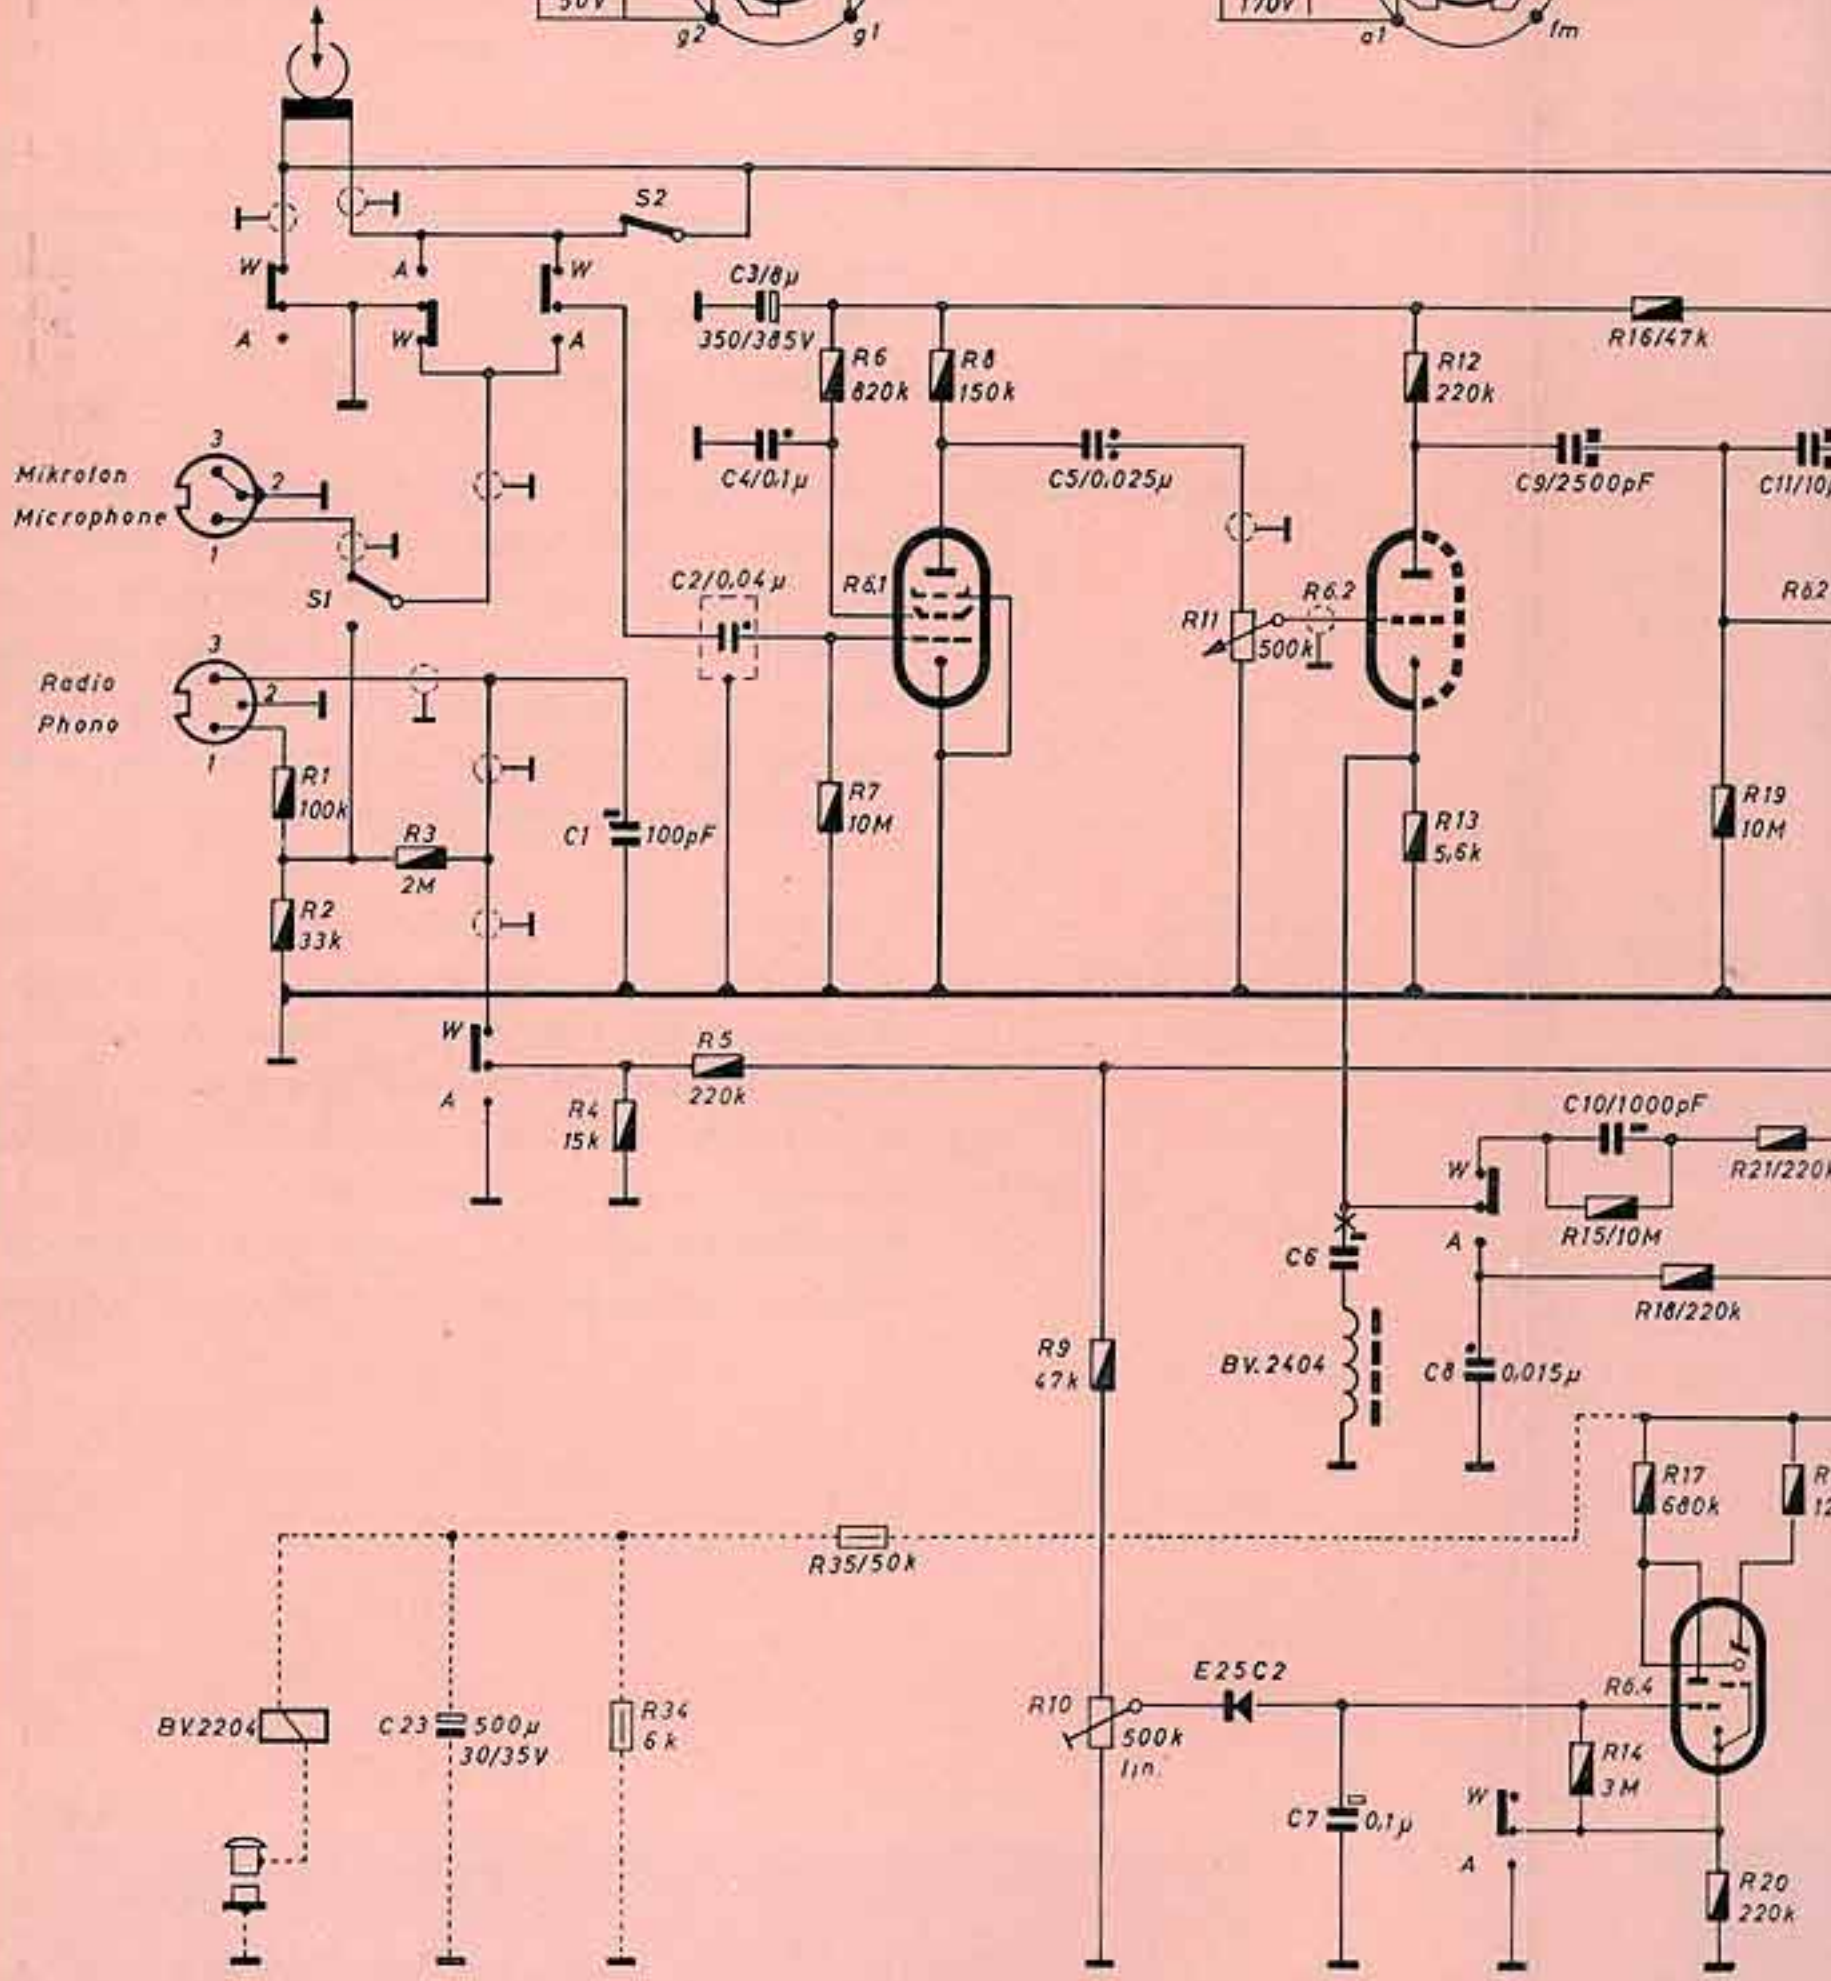 50V
g2
g1
170V
a1
fm
S2
W
A
W
A
W
A
C3/8µ
350/385V
R6
820k
R8
150k
R12
220k
R16/47k
C4/0,1µ
C5/0,025µ
C9/2500pF
3
2
1
Mikrofon
Microphone
S1
C2/0,04µ
Rö.1
R11
500k
Rö.2
3
2
1
Radio
Phono
R1
100k
R3
2M
R2
33k
C1
100pF
R7
10M
R13
5,6k
R19
10M
W
A
R5
220k
R4
15k
C10/1000pF
W
A
R15/10M
R18/220k
C6
BV.2404
C8
0,015µ
R9
47k
R17
680k
R35/50k
E25C2
Rö.4
R10
500k
lin.
BV.2204
C23
500µ
30/35V
R34
6k
R14
3M
C7
0,1µ
W
A
R20
220k